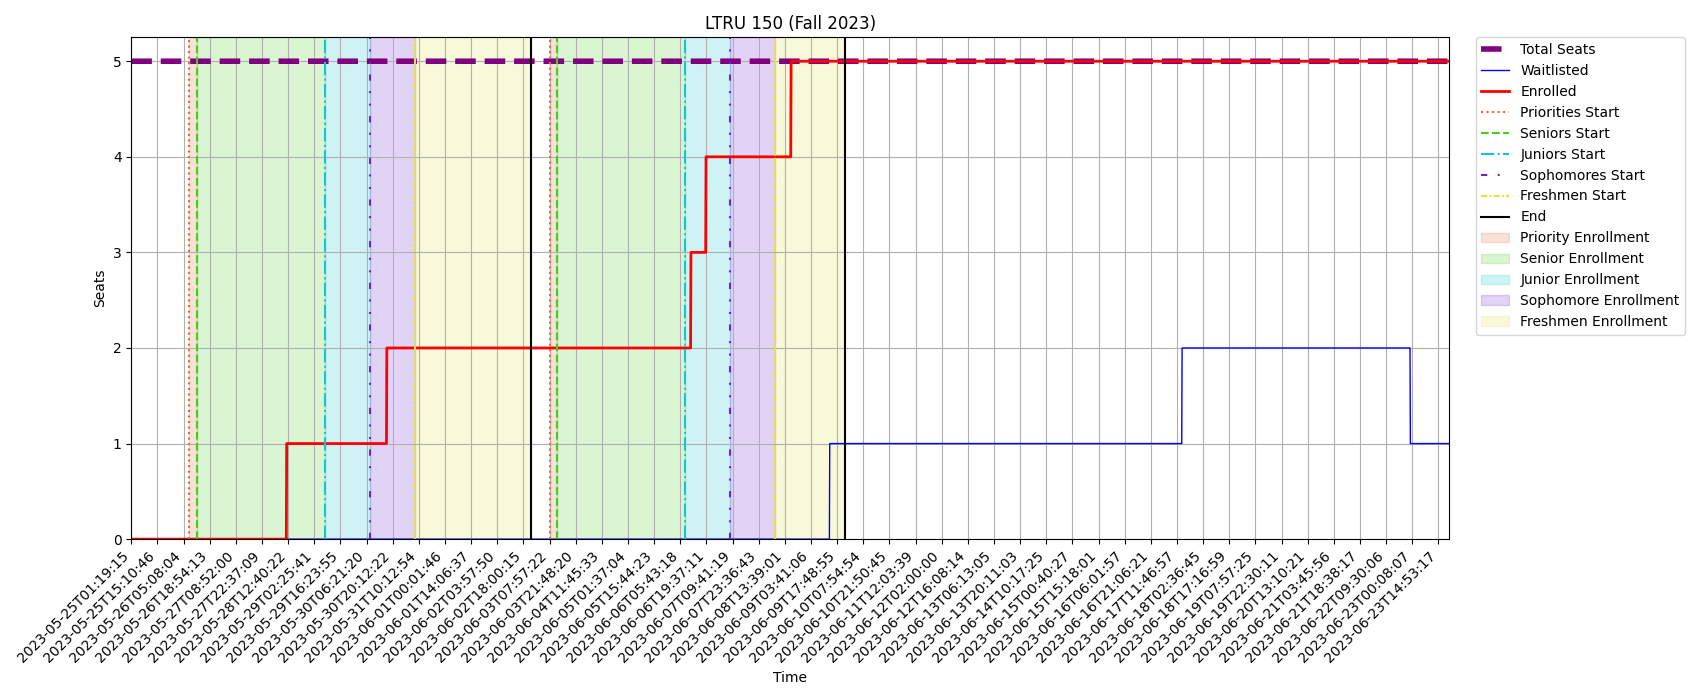 LTRU 150 (Fall 2023)
Seats
5
4
3
2
1
0
2023-05-25T01:19:15
2023-05-25T15:10:46
2023-05-26T05:08:04
2023-05-26T18:54:13
2023-05-27T08:52:00
2023-05-27T22:37:09
2023-05-28T12:40:22
2023-05-29T02:25:41
2023-05-29T16:23:55
2023-05-30T06:21:20
2023-05-30T20:12:22
2023-05-31T10:12:54
2023-06-01T00:01:46
2023-06-01T14:06:37
2023-06-02T03:57:50
2023-06-02T18:00:15
2023-06-03T07:57:22
2023-06-03T21:48:20
2023-06-04T11:45:33
2023-06-05T01:37:04
2023-06-05T15:44:23
2023-06-06T05:43:18
2023-06-06T19:37:11
2023-06-07T09:41:19
2023-06-07T23:36:43
2023-06-08T13:39:01
2023-06-09T03:41:06
2023-06-09T17:48:55
2023-06-10T07:54:54
2023-06-10T21:50:45
2023-06-11T12:03:39
2023-06-12T02:00:00
2023-06-12T16:08:14
2023-06-13T06:13:05
2023-06-13T20:11:03
2023-06-14T10:17:25
2023-06-15T00:40:27
2023-06-15T15:18:01
2023-06-16T06:01:57
2023-06-16T21:06:21
2023-06-17T11:46:57
2023-06-18T02:36:45
2023-06-18T17:16:59
2023-06-19T07:57:25
2023-06-19T22:30:11
2023-06-20T13:10:21
2023-06-21T03:45:56
2023-06-21T18:38:17
2023-06-22T09:30:06
2023-06-23T00:08:07
2023-06-23T14:53:17
Time
Total Seats
Waitlisted
Enrolled
Priorities Start
Seniors Start
Juniors Start
Sophomores Start
Freshmen Start
End
Priority Enrollment
Senior Enrollment
Junior Enrollment
Sophomore Enrollment
Freshmen Enrollment